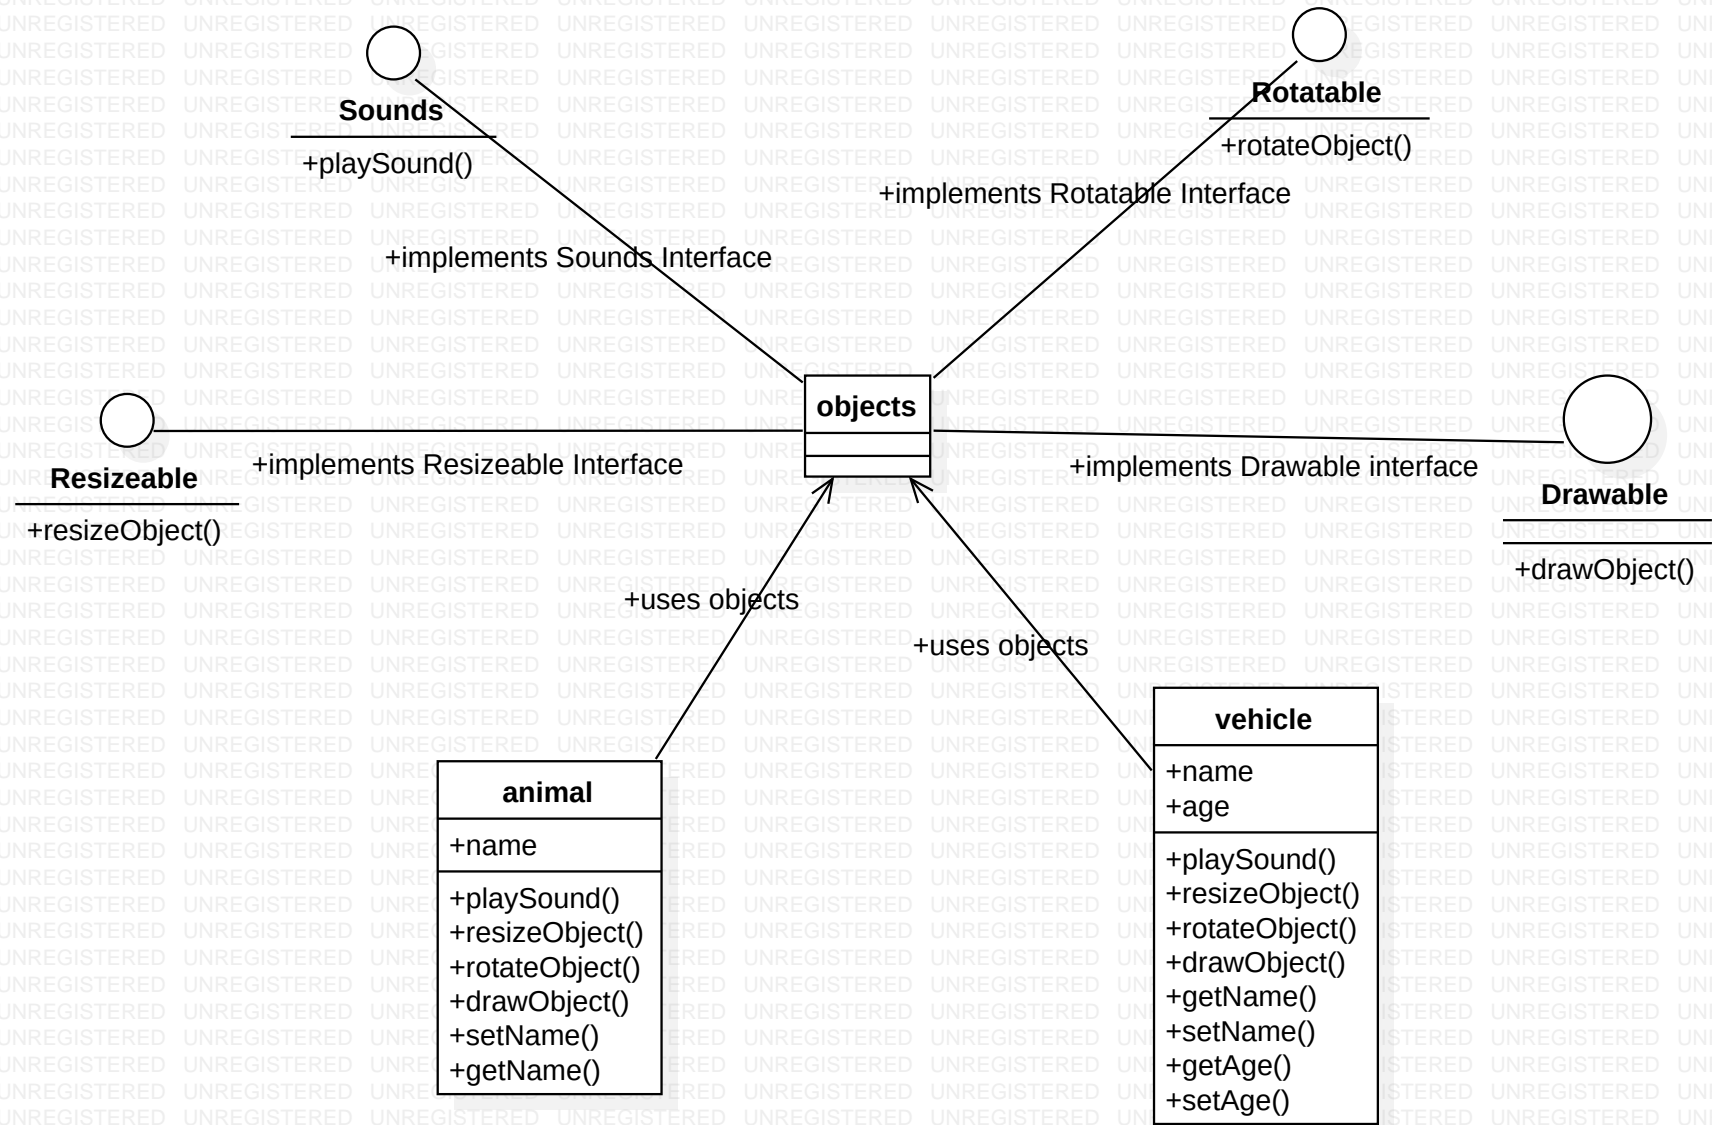 Sounds
+playSound()
Rotatable
+rotateObject()
+implements Rotatable Interface
+implements Sounds Interface
objects
Resizeable
+resizeObject()
+implements Resizeable Interface
+implements Drawable interface
Drawable
+drawObject()
+uses objects
+uses objects
animal
+name
+playSound()
+resizeObject()
+rotateObject()
+drawObject()
+setName()
+getName()
vehicle
+name
+age
+playSound()
+resizeObject()
+rotateObject()
+drawObject()
+getName()
+setName()
+getAge()
+setAge()
UNREGISTERED